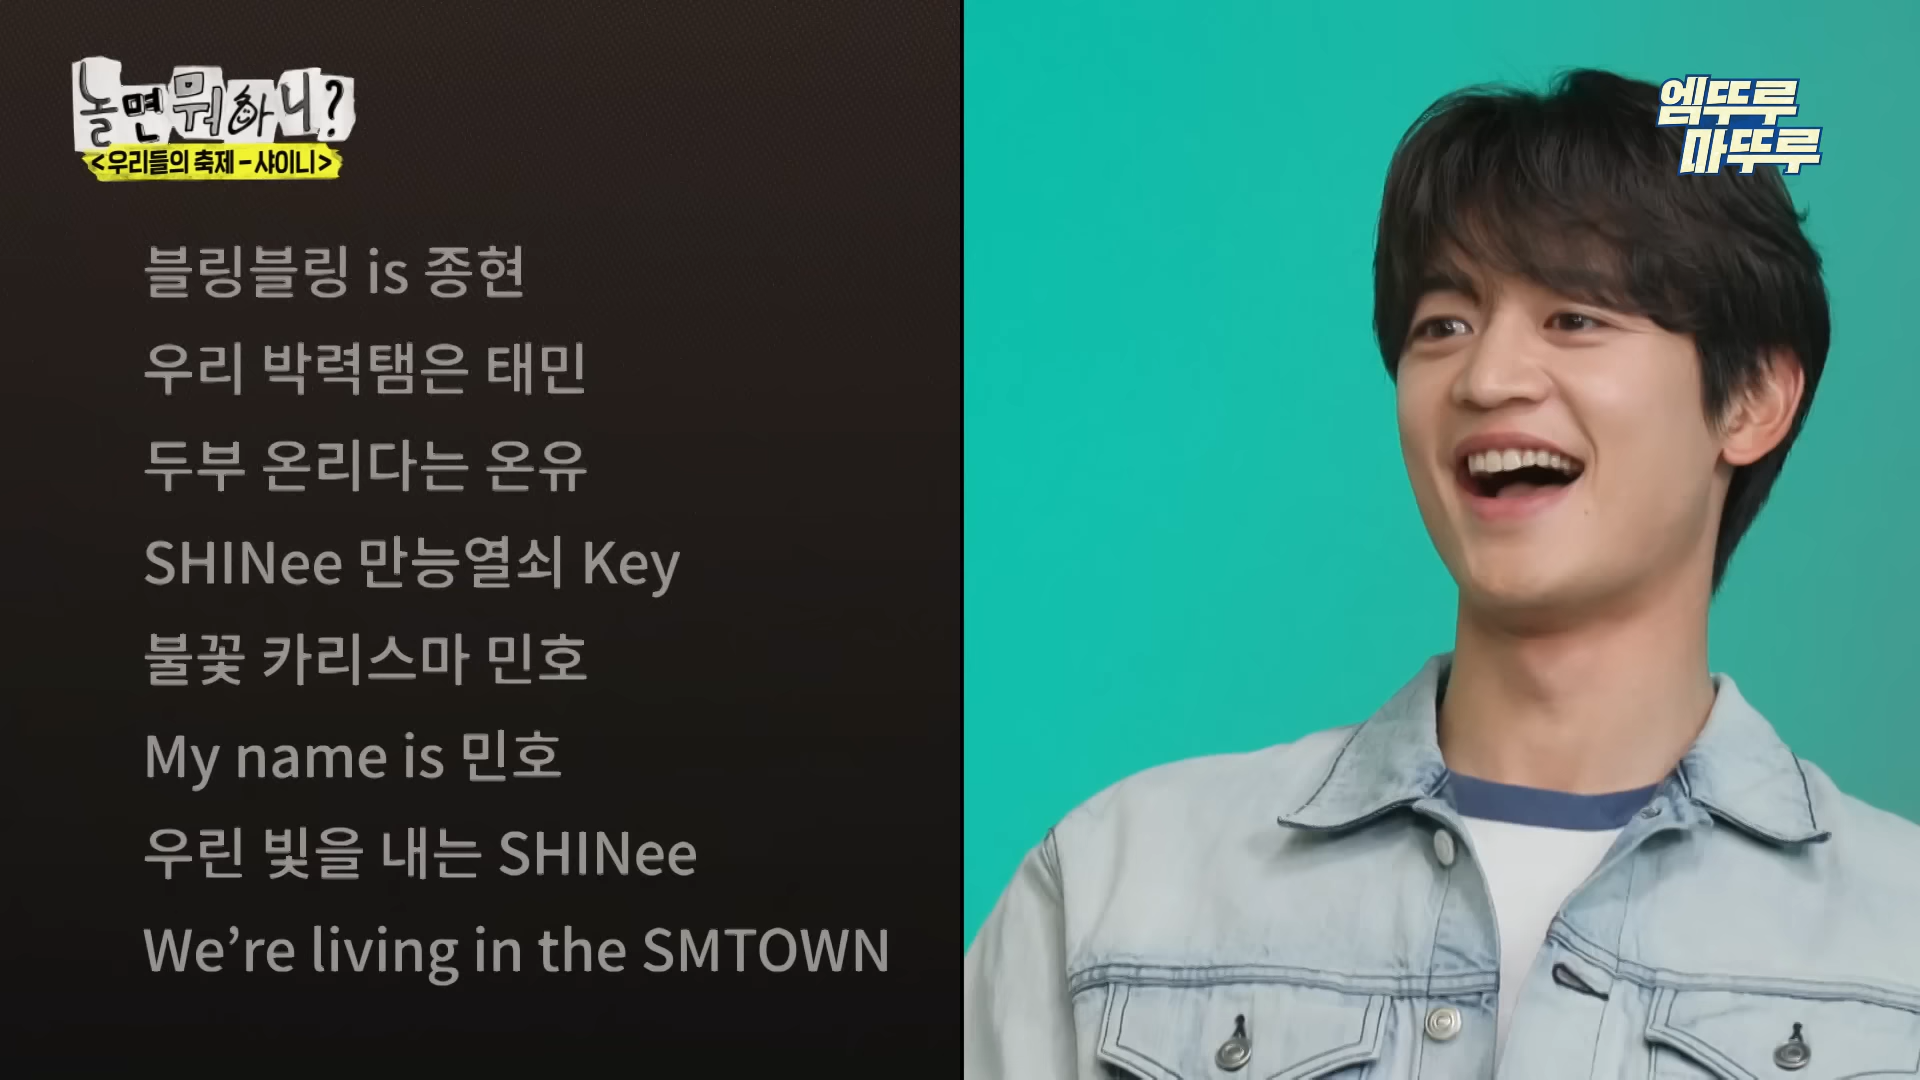 놀면 뭐하니?
<우리들의 축제 - 샤이니>
엠뚜루
마뚜루
블링블링 is 종현
우리 박력탬은 태민
두부 온리다는 온유
SHINee 만능열쇠 Key
불꽃 카리스마 민호
My name is 민호
우린 빛을 내는 SHINee
We’re living in the SMTOWN